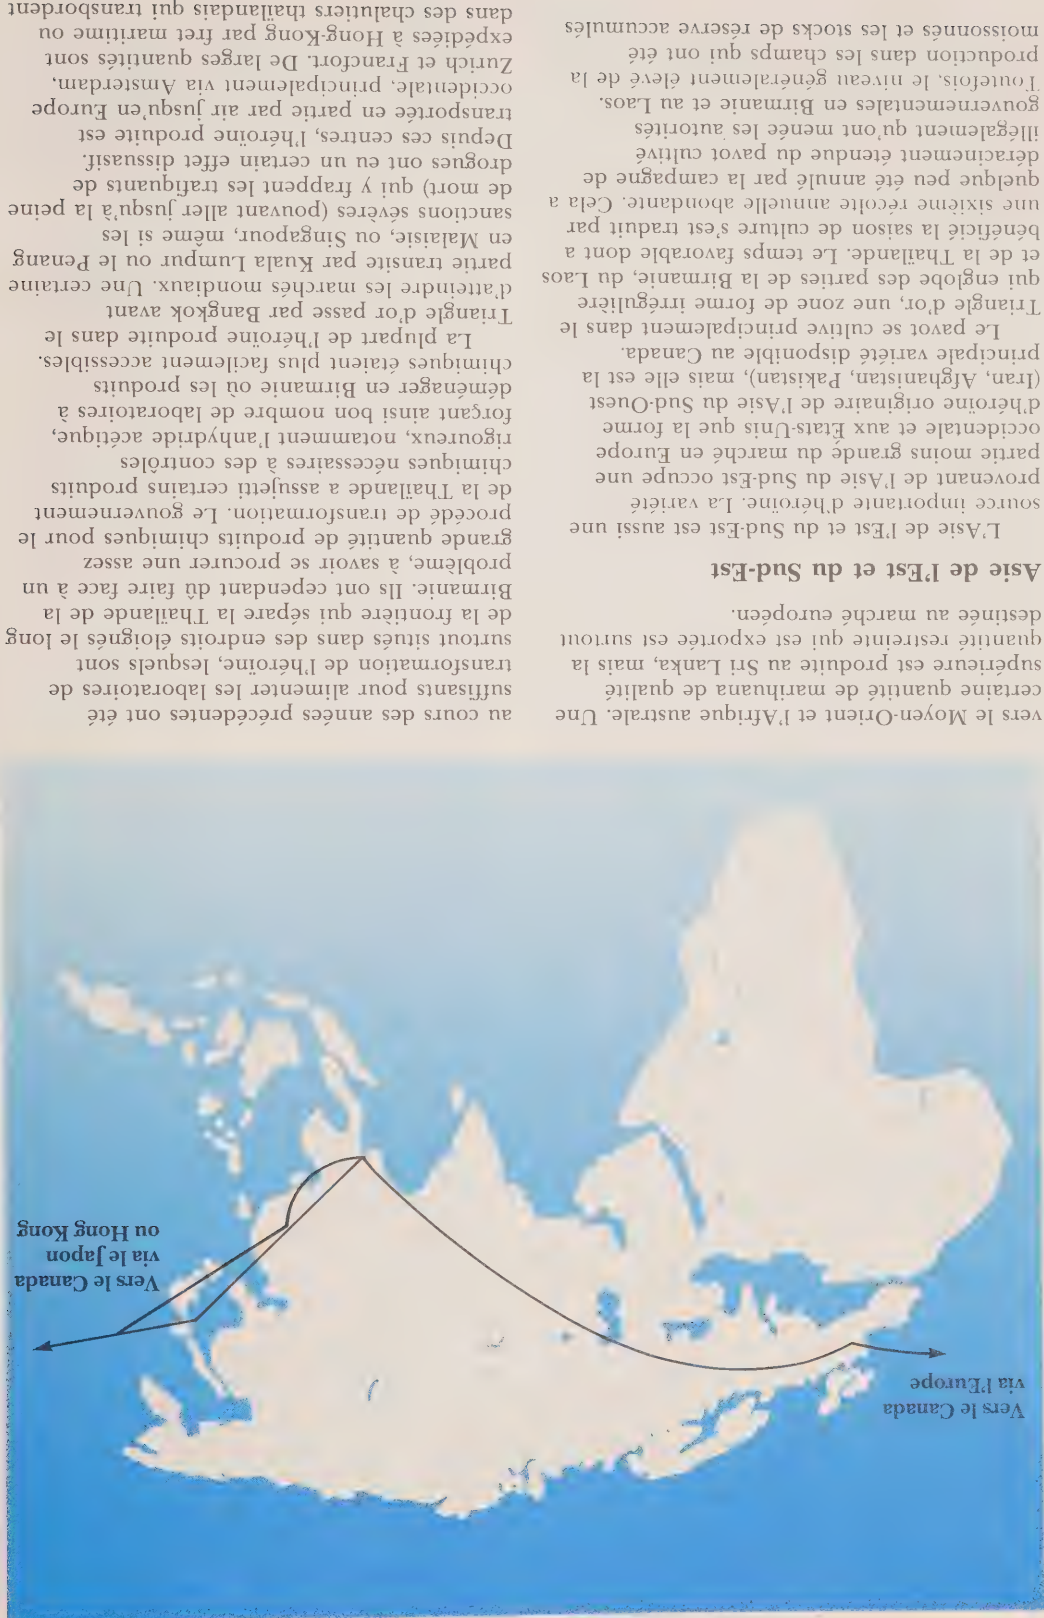 Vers le Canada
via l'Europe
Vers le Canada
via le Japon
ou Hong Kong
vers le Moyen-Orient et l'Afrique australe. Une
certaine quantité de marihuana de qualité
supérieure est produite au Sri Lanka, mais la
quantité restreinte qui est exportée est surtout
destinée au marché européen.
Asie de l'Est et du Sud-Est
L'Asie de l'Est et du Sud-Est est aussi une
source importante d'héroïne. La variété
provenant de l'Asie du Sud-Est occupe une
partie moins grande du marché en Europe
occidentale et aux États-Unis que la forme
d'héroïne originaire de l'Asie du Sud-Ouest
(Iran, Afghanistan, Pakistan), mais elle est la
principale variété disponible au Canada.
Le pavot se cultive principalement dans le
Triangle d'or, une zone de forme irrégulière
qui englobe des parties de la Birmanie, du Laos
et de la Thaïlande. Le temps favorable dont a
bénéficié la saison de culture s'est traduit par
une sixième récolte annuelle abondante. Cela a
quelque peu été annulé par la campagne de
déracinement étendue du pavot cultivé
illégalement qu'ont menée les autorités
gouvernementales en Birmanie et au Laos.
Toutefois, le niveau généralement élevé de la
production dans les champs qui ont été
moissonnés et les stocks de réserve accumulés
au cours des années précédentes ont été
suffisants pour alimenter les laboratoires de
transformation de l'héroïne, lesquels sont
surtout situés dans des endroits éloignés le long
de la frontière qui sépare la Thaïlande de la
Birmanie. Ils ont cependant dû faire face à un
problème, à savoir se procurer une assez
grande quantité de produits chimiques pour le
procédé de transformation. Le gouvernement
de la Thaïlande a assujetti certains produits
chimiques nécessaires à des contrôles
rigoureux, notamment l'anhydride acétique,
forçant ainsi bon nombre de laboratoires à
déménager en Birmanie où les produits
chimiques étaient plus facilement accessibles.
La plupart de l'héroïne produite dans le
Triangle d'or passe par Bangkok avant
d'atteindre les marchés mondiaux. Une certaine
partie transite par Kuala Lumpur ou le Penang
en Malaisie, ou Singapour, même si les
sanctions sévères (pouvant aller jusqu'à la peine
de mort) qui y frappent les trafiquants de
drogues ont eu un certain effet dissuasif.
Depuis ces centres, l'héroïne produite est
transportée en partie par air jusqu'en Europe
occidentale, principalement via Amsterdam,
Zurich et Francfort. De larges quantités sont
expédiées à Hong-Kong par fret maritime ou
dans des chalutiers thaïlandais qui transbordent